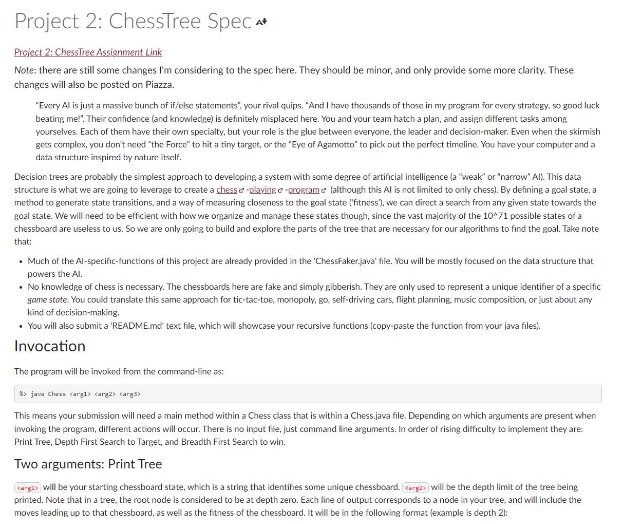 Project 2: ChessTree Spec
Project 2: ChessTree Assignment Link
Note: there are still some changes I'm considering to the spec here. They should be minor, and only provide some more clarity. These
changes will also be posted on Piazza.
"Every AI is just a massive bunch of if/else statements", your rival quips. "And I have thousands of those in my program for every strategy, so good luck
beating me!". Their confidence (and knowledge) is definitely misplaced here. You and your team hatch a plan, and assign different tasks among
yourselves. Each of them have their own specialty, but your role is the glue between everyone, the leader and decision-maker. Even when the skirmish
gets complex, you don't need "the Force" to hit a tiny target, or the "Eye of Agamotto" to pick out the perfect timeline. You have your computer and a
data structure inspired by nature itself.
Decision trees are probably the simplest approach to developing a system with some degree of artificial intelligence (a "weak" or "narrow" AI). This data
structure is what we are going to leverage to create a chess -playing -program (although this AI is not limited to only chess). By defining a goal state, a
method to generate state transitions, and a way of measuring closeness to the goal state ('fitness'), we can direct a search from any given state towards the
goal state. We will need to be efficient with how we organize and manage these states though, since the vast majority of the 10^71 possible states of a
chessboard are useless to us. So we are only going to build and explore the parts of the tree that are necessary for our algorithms to find the goal. Take note
that:
• Much of the AI-specific-functions of this project are already provided in the 'ChessFaker.java' file. You will be mostly focused on the data structure that
powers the AI.
• No knowledge of chess is necessary. The chessboards here are fake and simply gibberish. They are only used to represent a unique identifier of a specific
game state. You could translate this same approach for tic-tac-toe, monopoly, go, self-driving cars, flight planning, music composition, or just about any
kind of decision-making.
• You will also submit a 'README.md' text file, which will showcase your recursive functions (copy-paste the function from your java files).
Invocation
The program will be invoked from the command-line as:
%> java Chess <arg1> <arg2> <arg3>
This means your submission will need a main method within a Chess class that is within a Chess.java file. Depending on which arguments are present when
invoking the program, different actions will occur. There is no input file, just command line arguments. In order of rising difficulty to implement they are:
Print Tree, Depth First Search to Target, and Breadth First Search to win.
Two arguments: Print Tree
<arg1> will be your starting chessboard state, which is a string that identifies some unique chessboard. <arg2> will be the depth limit of the tree being
printed. Note that in a tree, the root node is considered to be at depth zero. Each line of output corresponds to a node in your tree, and will include the
moves leading up to that chessboard, as well as the fitness of the chessboard. It will be in the following format (example is depth 2):